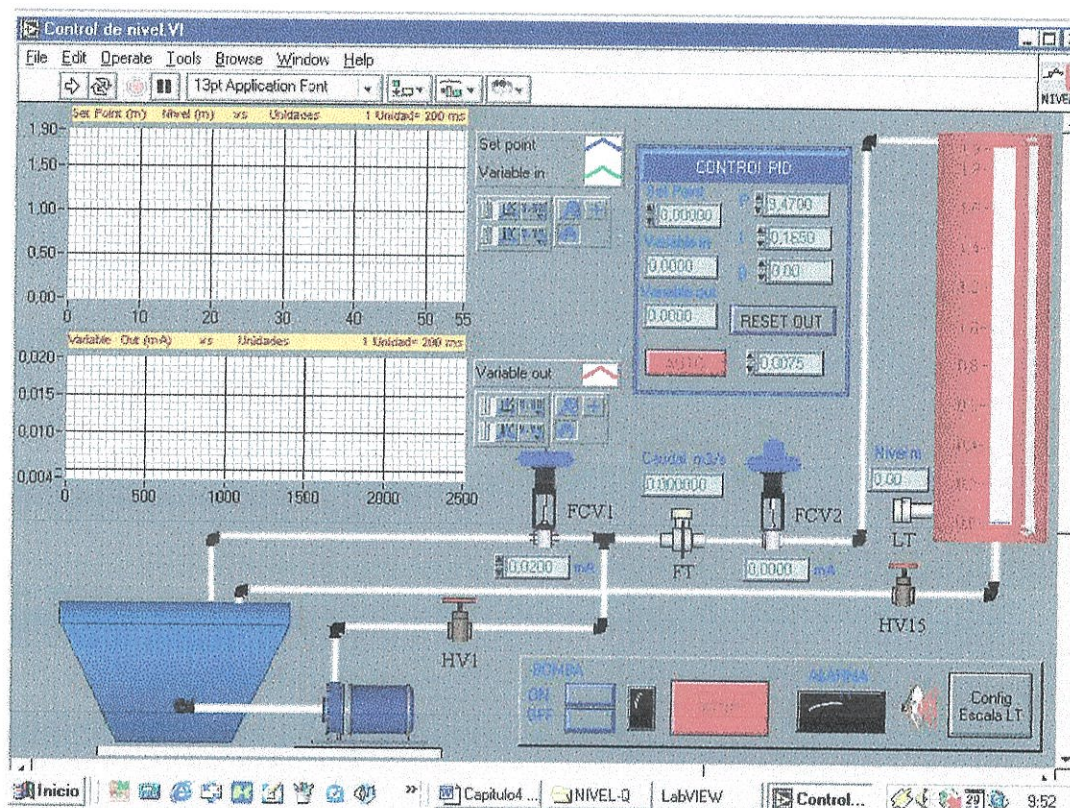 Control de nivel VI
File Edit Operate Tools Browse Window Help
13pt Application Font
NIVEL
Set Point (m) Nivel (m) vs Unidades 1 Unidad= 200 ms
1.90
1.50
1.00
0.50
0.00
0 10 20 30 40 50 55
Set point
Variable in
CONTROL PID
Set Point
0.00000
Variable in
0.0000
Variable out
0.0000
P
I
0.1650
0.00
RESET OUT
0.0075
Variable Out (mA) vs Unidades 1 Unidad= 200 ms
0,020
0,015
0,010
0,004
0 500 1000 1500 2000 2500
Variable out
FCV1
0,0200 mA
Caudal m3/s
0.000000
FT
FCV2
0.0000 mA
Nivel m
0.00
LT
HV15
HV1
BOMBA
ON
OFF
ALARMA
Config
Escala LT
Inicio
Capitulo4 ...
NIVEL-Q
LabVIEW
Control...
29
9:52